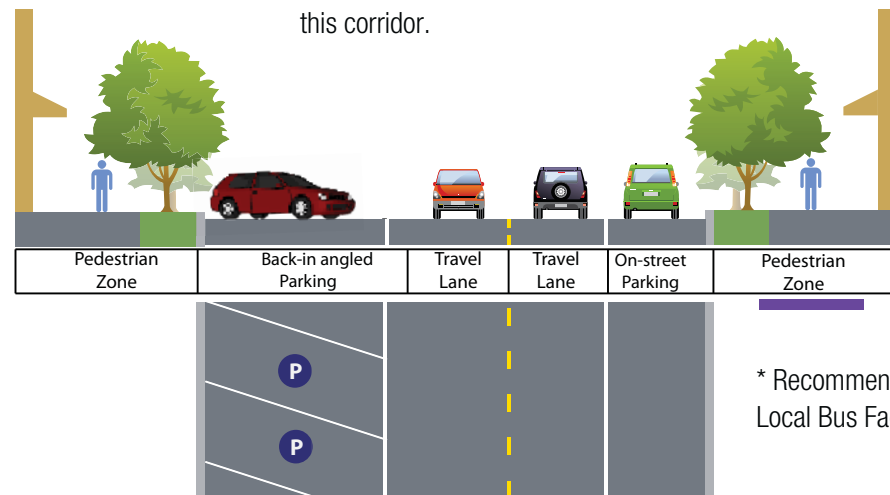 this corridor.
Pedestrian
Zone
Back-in angled
Parking
Travel
Lane
Travel
Lane
On-street
Parking
Pedestrian
Zone
P
P
* Recommen
Local Bus Fa